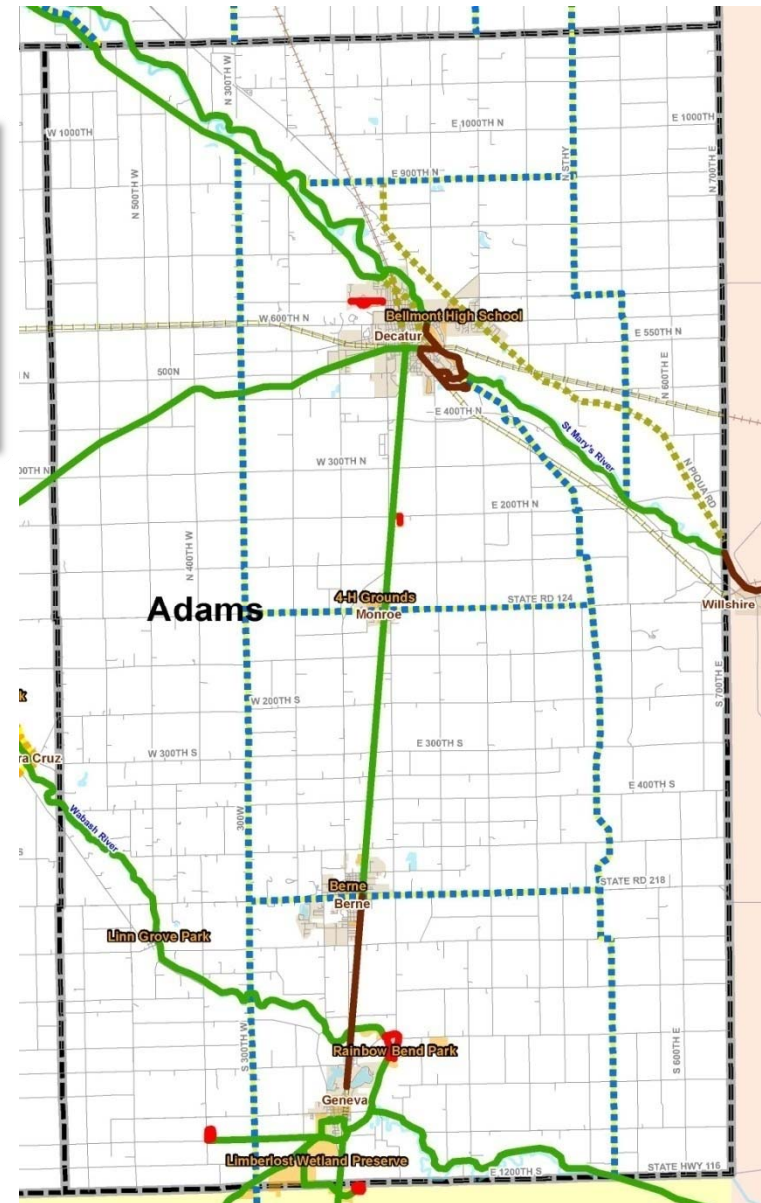 N 300TH W
E 1000TH N
E 1000TH
W 1000TH
N STHY
N 700TH E
E 900TH N
N 500TH W
W 600TH N
Bellmont High School
Decatur
E 550TH N
500N
N 600TH E
E 400TH N
St Mary's River
W 300TH N
N PIQUA RD
E 200TH N
N 400TH W
4-H Grounds
STATE RD 124
Adams
Monroe
Willshire
W 200TH S
S 700TH E
E 300TH S
W 300TH S
ra Cruz
E 400TH S
Wabash River
300W
STATE RD 218
Berne
Berne
Linn Grove Park
S 300TH W
Rainbow Bend Park
S 600TH E
Geneva
Limberlost Wetland Preserve
E 1200TH S
STATE HWY 116